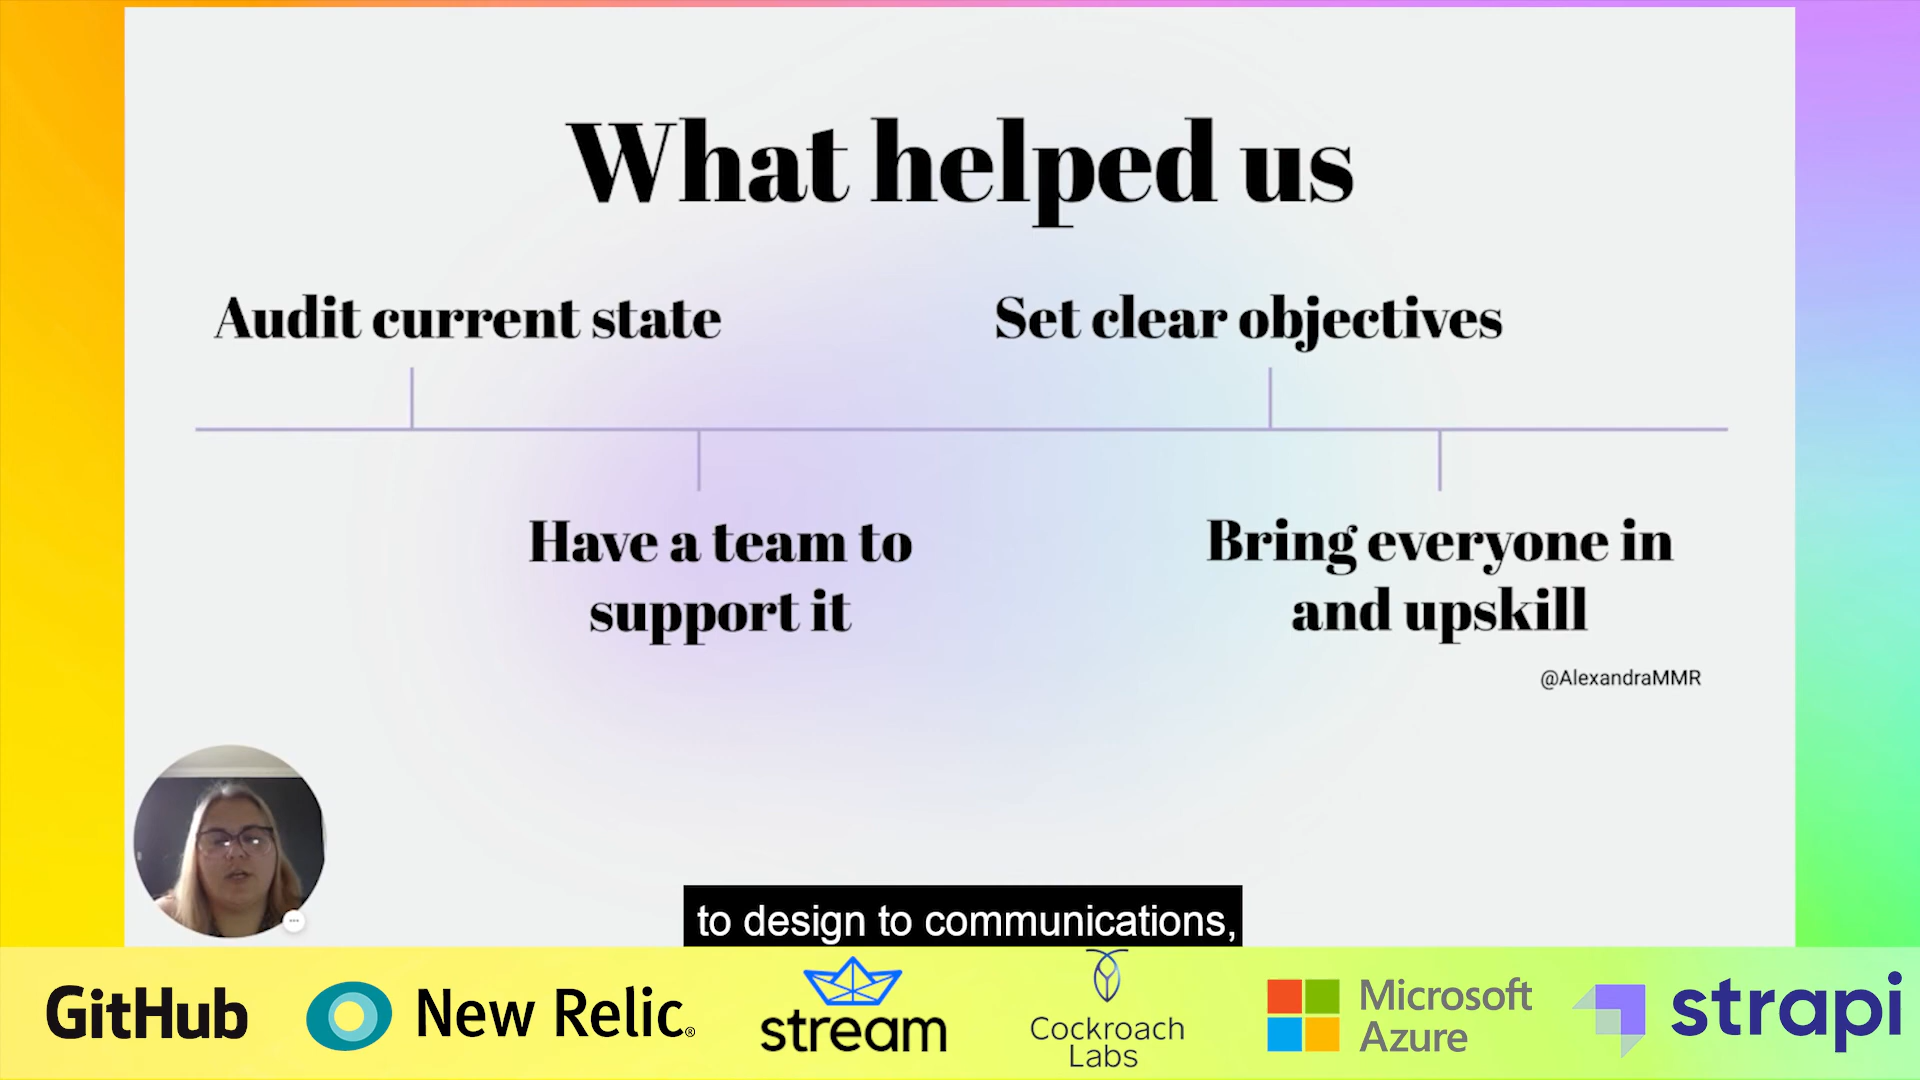 What helped us
Audit current state
Set clear objectives
Have a team to
support it
Bring everyone in
and upskill
@AlexandraMMR
to design to communications,
GitHub
New Relic®
stream
Cockroach
Labs
Microsoft
Azure
strapi